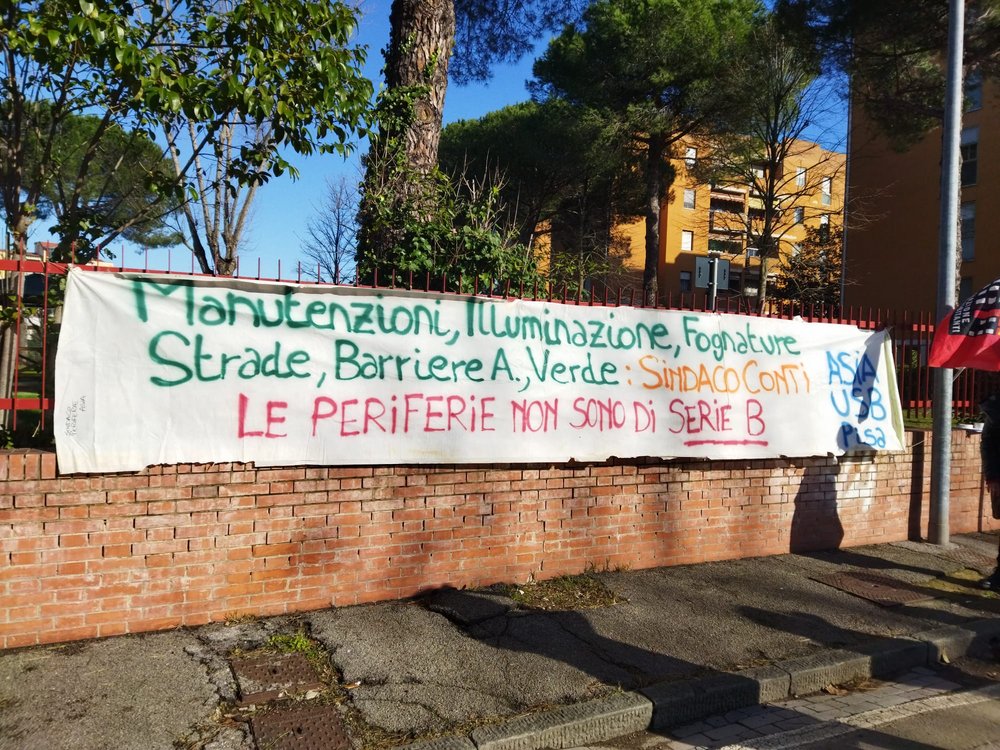 Manutenzioni, Illuminazione, Fognature
Strade, Barriere A., Verde : SINDACO CONTI
LE PERIFERIE NON SONO DI SERIE B
ASIA
USB
PISA